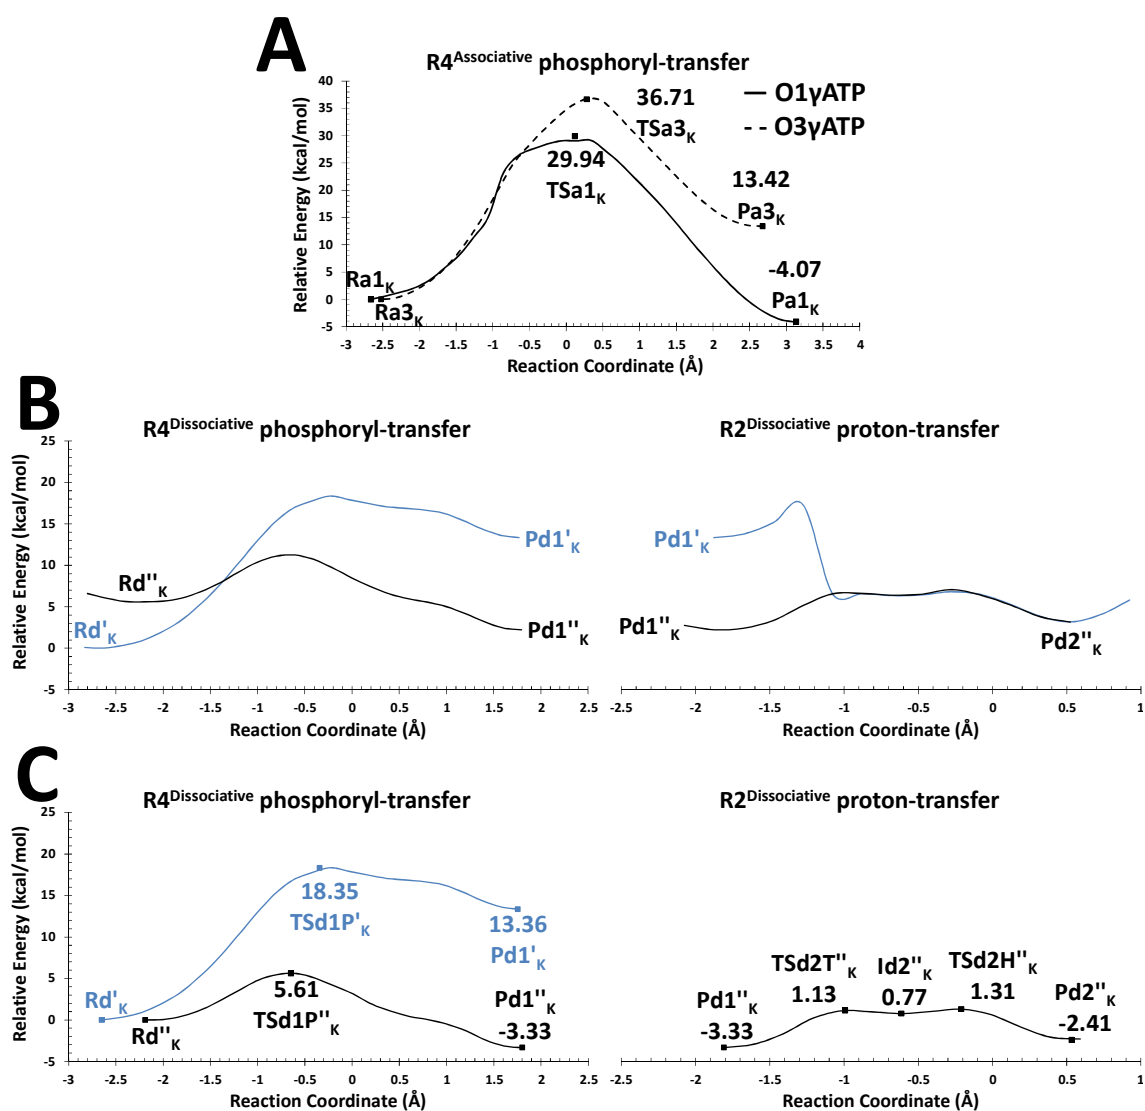 A
R4Associative phosphoryl-transfer
O1γATP
O3γATP
Relative Energy (kcal/mol)
40
35
30
25
20
15
10
5
0
-5
36.71
TSa3K
29.94
TSa1K
13.42
Pa3K
-4.07
Pa1K
Ra1K
Ra3K
-3 -2.5 -2 -1.5 -1 -0.5 0 0.5 1 1.5 2 2.5 3 3.5 4
Reaction Coordinate (Å)
B
R4Dissociative phosphoryl-transfer
Relative Energy (kcal/mol)
25
20
15
10
5
0
-5
Rd''K
Rd'K
Pd1'K
Pd1''K
-3 -2.5 -2 -1.5 -1 -0.5 0 0.5 1 1.5 2 2.5
Reaction Coordinate (Å)
R2Dissociative proton-transfer
Pd1'K
Pd1''K
Pd2''K
-2.5 -2 -1.5 -1 -0.5 0 0.5 1
Reaction Coordinate (Å)
C
R4Dissociative phosphoryl-transfer
Relative Energy (kcal/mol)
25
20
15
10
5
0
-5
18.35
TSd1P'K
13.36
Pd1'K
Rd'K
Rd''K
5.61
TSd1P''K
Pd1''K
-3.33
-3 -2.5 -2 -1.5 -1 -0.5 0 0.5 1 1.5 2 2.5
Reaction Coordinate (Å)
R2Dissociative proton-transfer
Pd1''K
-3.33
TSd2T''K
1.13
Id2''K
0.77
TSd2H''K
1.31
Pd2''K
-2.41
-2.5 -2 -1.5 -1 -0.5 0 0.5 1
Reaction Coordinate (Å)